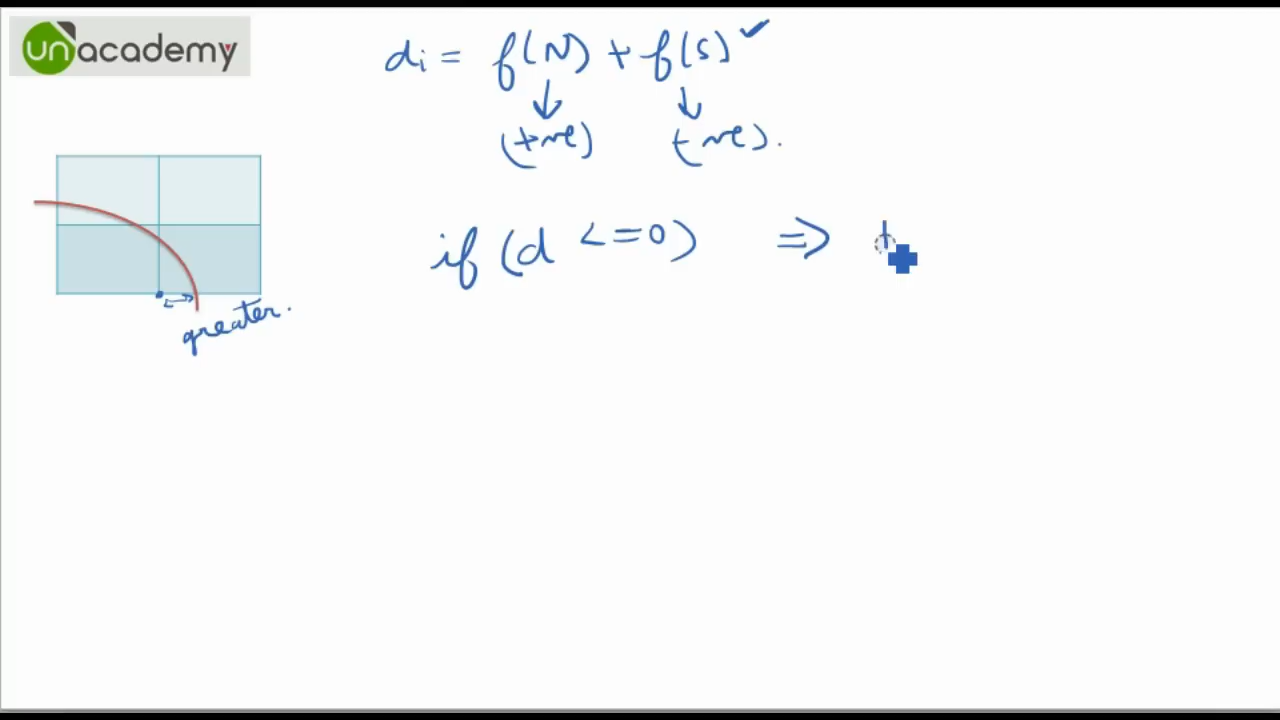 unacademy
di = f(N) + f(S) ✓
(+ve) (-ve).
if (d <=0) ⇒
greater.